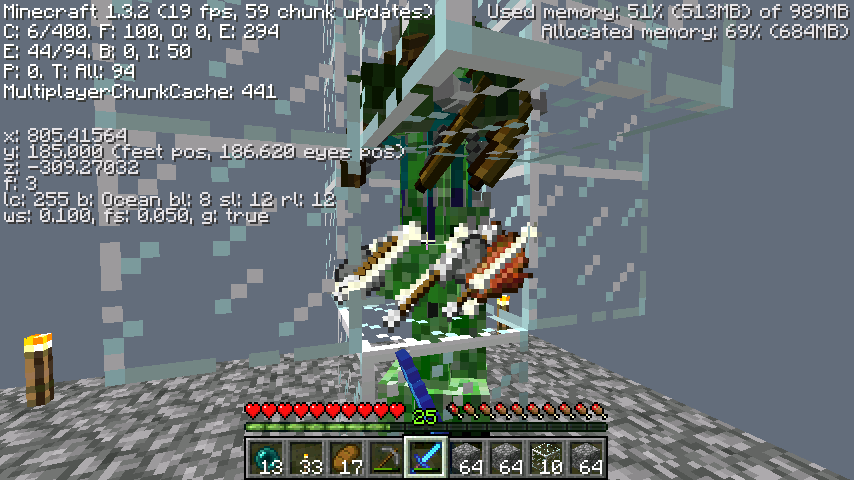 Minecraft 1.3.2 (19 fps, 59 chunk updates)
C: 6/400. F: 100, O: 0, E: 294
E: 44/94. B: 0, I: 50
P: 0. T: All: 94
MultiplayerChunkCache: 441
Used memory: 51% (513MB) of 989MB
Allocated memory: 69% (684MB)
x: 805.41564
y: 185.000 (feet pos, 186.620 eyes pos)
z: -309.27032
f: 3
lc: 255 b: Ocean bl: 8 sl: 12 rl: 12
ws: 0.100, fs: 0.050, g: true
25
13 33 17 64 64 10 64